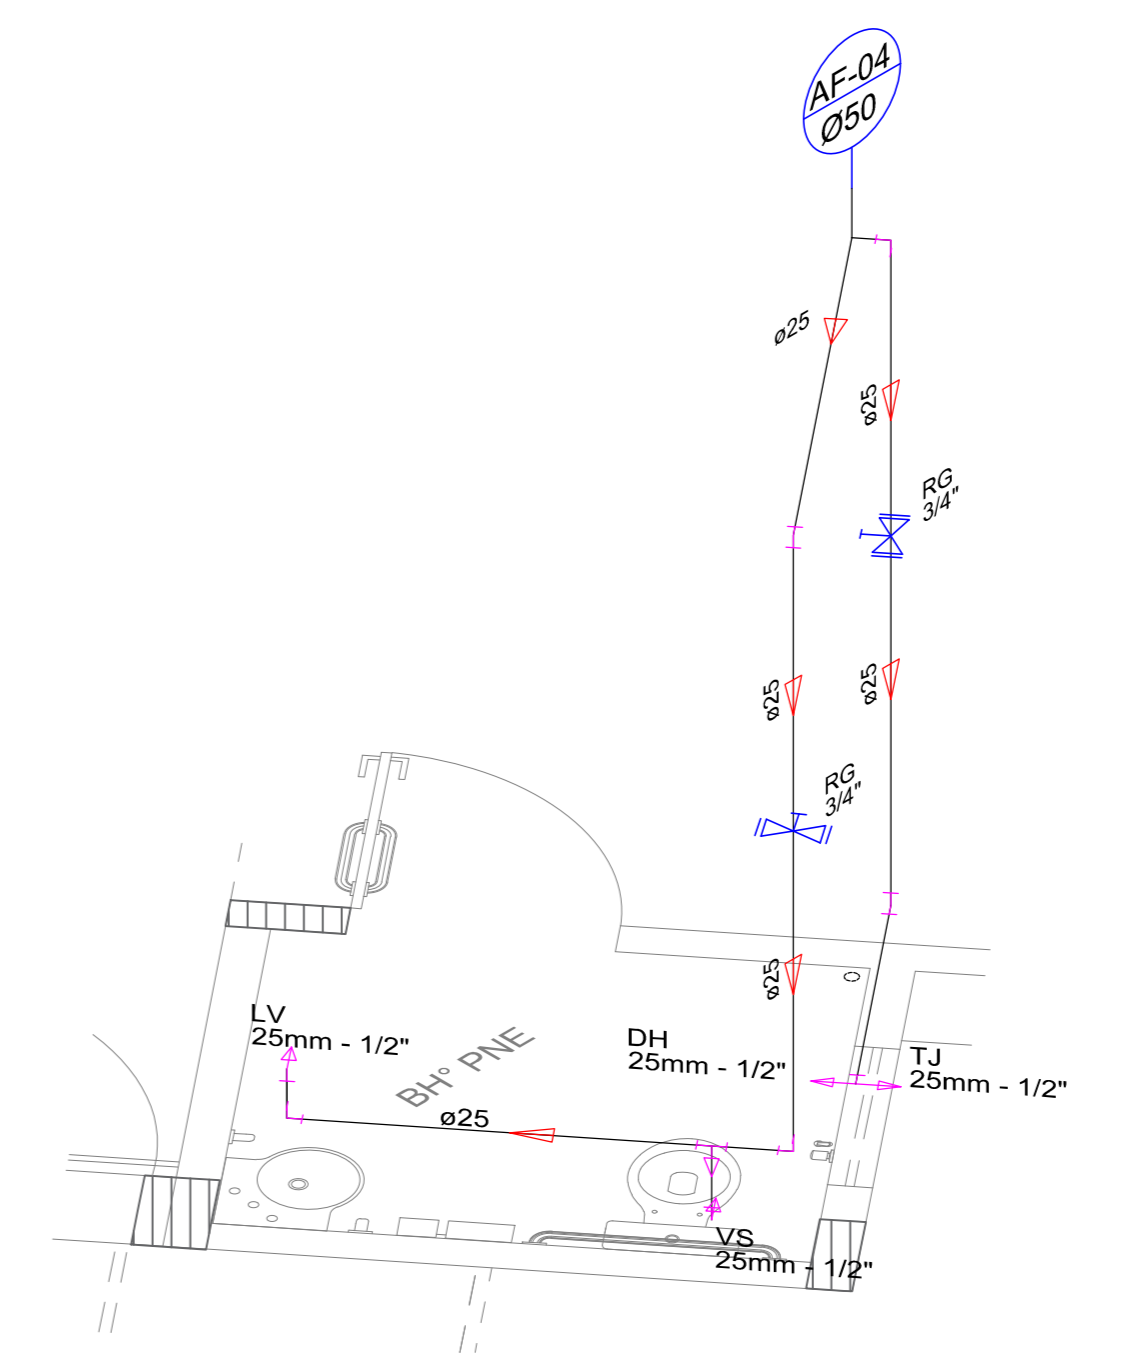 AF-04
Ø50
ø25
ø25
RG
3/4"
ø25
ø25
RG
3/4"
ø25
LV
25mm - 1/2"
BH° PNE
DH
25mm - 1/2"
TJ
25mm - 1/2"
ø25
VS
25mm - 1/2"